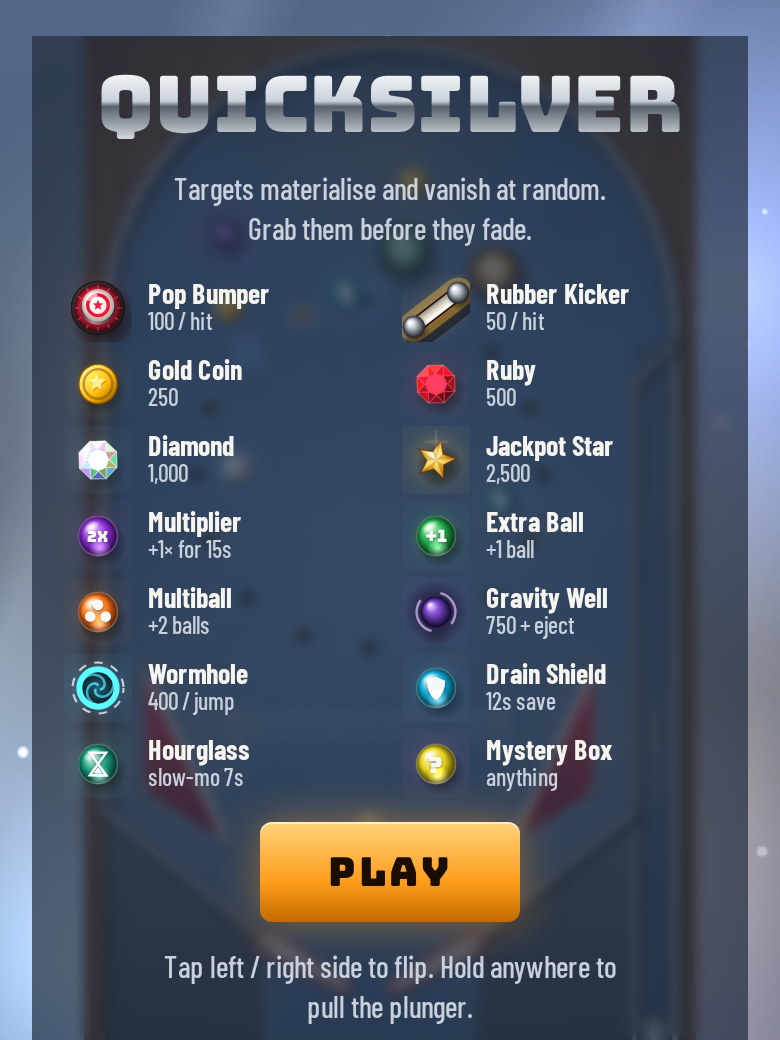 QUICKSILVER
Targets materialise and vanish at random.
Grab them before they fade.
Pop Bumper
100 / hit
Rubber Kicker
50 / hit
Gold Coin
250
Ruby
500
Diamond
1,000
Jackpot Star
2,500
2X
Multiplier
+1× for 15s
+1
Extra Ball
+1 ball
Multiball
+2 balls
Gravity Well
750 + eject
Wormhole
400 / jump
Drain Shield
12s save
Hourglass
slow-mo 7s
?
Mystery Box
anything
PLAY
Tap left / right side to flip. Hold anywhere to
pull the plunger.